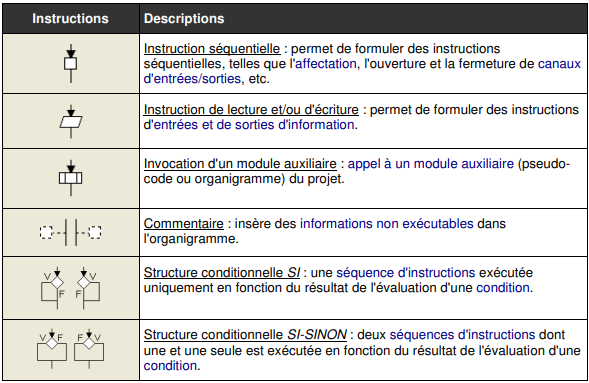 Instructions Descriptions
Instruction séquentielle : permet de formuler des instructions
séquentielles, telles que l'affectation, l'ouverture et la fermeture de canaux
d'entrées/sorties, etc.
Instruction de lecture et/ou d'écriture : permet de formuler des instructions
d'entrées et de sorties d'information.
Invocation d'un module auxiliaire : appel à un module auxiliaire (pseudo-
code ou organigramme) du projet.
Commentaire : insère des informations non exécutables dans
l'organigramme.
V F V F
Structure conditionnelle SI : une séquence d'instructions exécutée
uniquement en fonction du résultat de l'évaluation d'une condition.
V F F V
Structure conditionnelle SI-SINON : deux séquences d'instructions dont
une et une seule est exécutée en fonction du résultat de l'évaluation d'une
condition.